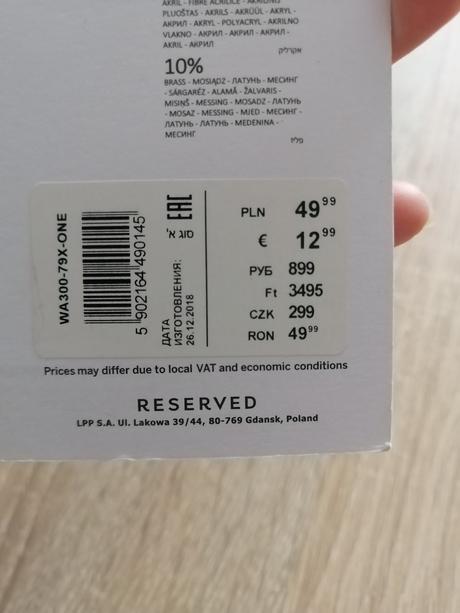 AKRIL - FIBRE ACRILICE - AKRILINIS
PLUOŠTAS - AKRILS - AKRÜÜL - AKRYL -
АКРИЛ - AKRYL - POLYACRYL - AKRILNO
VLAKNO - АКРИЛ - АКРИЛ - АКРИЛ -
AKRIL - АКРИЛ
אקריליק
10%
BRASS - MOSIĄDZ - ЛАТУНЬ - МЕСИНГ
- SÁRGARÉZ - ALAMĂ - ŽALVARIS -
MISIŅŠ - MESSING - MOSADZ - ЛАТУНЬ
- MOSAZ - MESSING - MJED - МЕСИНГ -
ЛАТУНЬ - ЛАТУНЬ - MEDENINA -
МЕСИНГ
פליז
WA300-79X-ONE
5 902164 490145
ДАТА
ИЗГОТОВЛЕНИЯ:
26.12.2018
סוג א'
EAC
PLN 49 99
€ 12 99
РУБ 899
Ft 3495
CZK 299
RON 49 99
Prices may differ due to local VAT and economic conditions
RESERVED
LPP S.A. Ul. Lakowa 39/44, 80-769 Gdansk, Poland